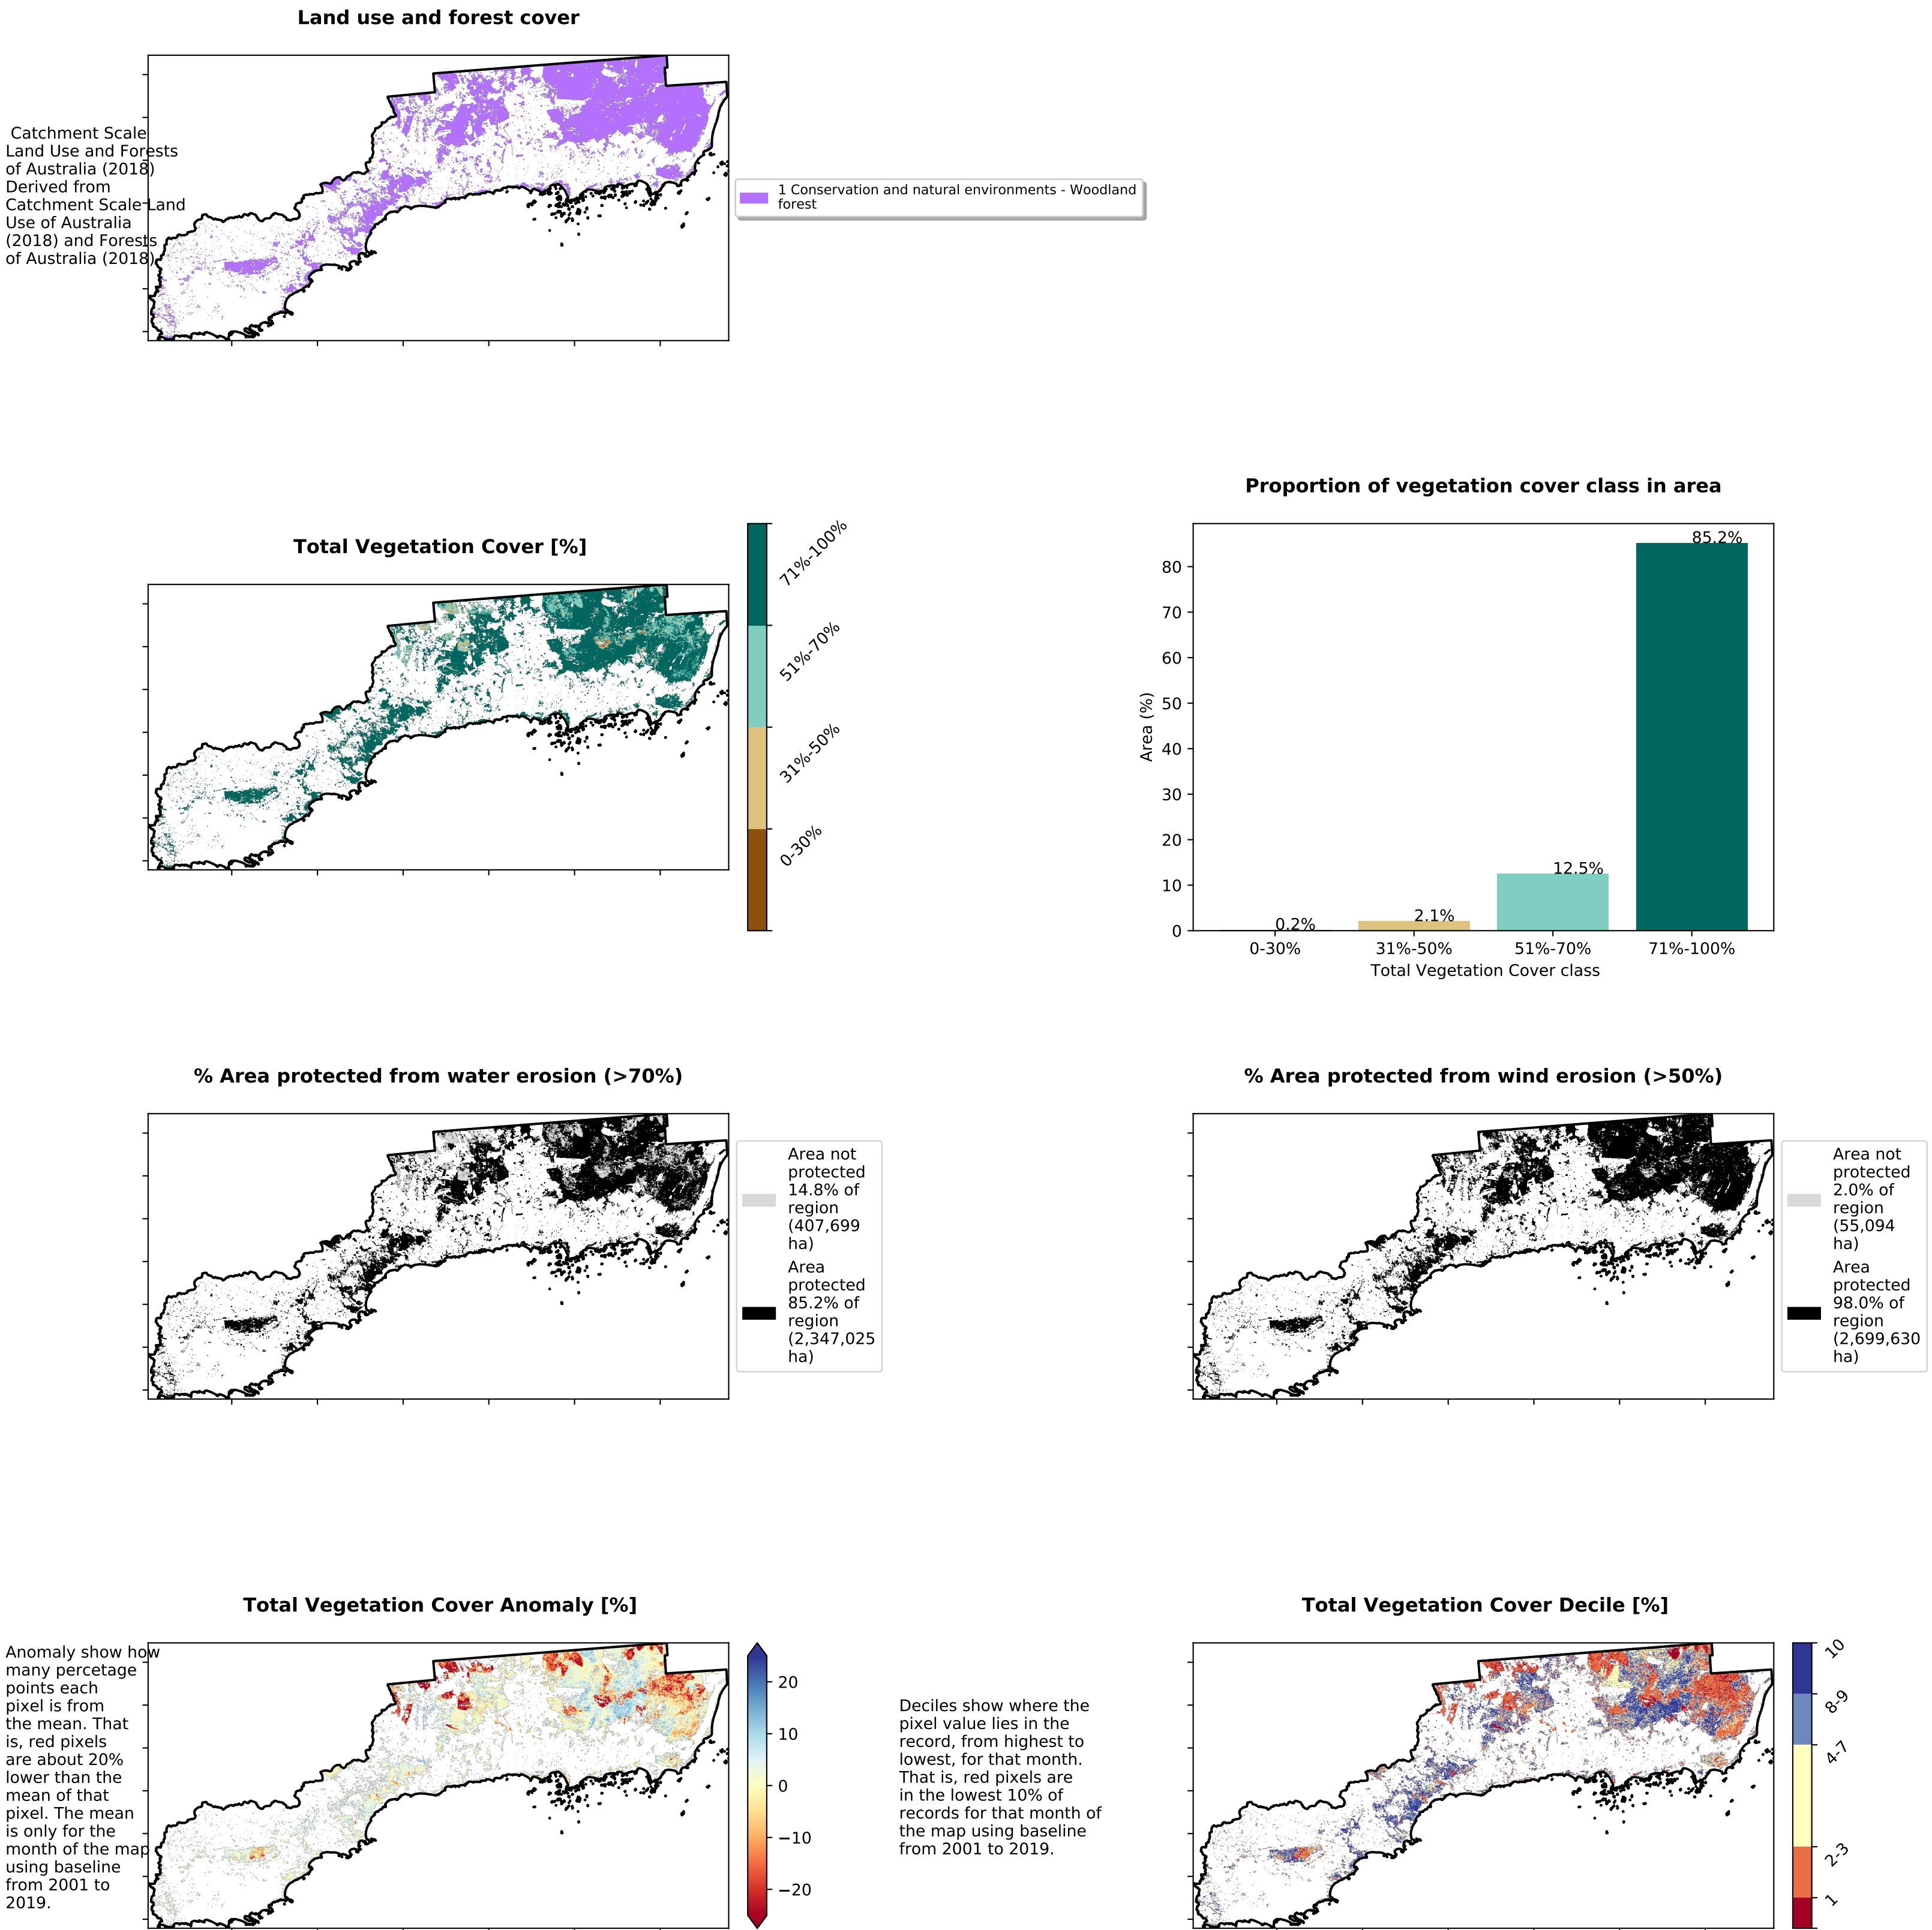 Land use and forest cover
Catchment Scale
Land Use and Forests
of Australia (2018)
Derived from
Catchment Scale Land
Use of Australia
(2018) and Forests
of Australia (2018)
1 Conservation and natural environments - Woodland
forest
Total Vegetation Cover [%]
71%-100%
51%-70%
31%-50%
0-30%
Proportion of vegetation cover class in area
Area (%)
80
70
60
50
40
30
20
10
0
0.2%
2.1%
12.5%
85.2%
0-30%
31%-50%
51%-70%
71%-100%
Total Vegetation Cover class
% Area protected from water erosion (>70%)
Area not
protected
14.8% of
region
(407,699
ha)
Area
protected
85.2% of
region
(2,347,025
ha)
% Area protected from wind erosion (>50%)
Area not
protected
2.0% of
region
(55,094
ha)
Area
protected
98.0% of
region
(2,699,630
ha)
Total Vegetation Cover Anomaly [%]
Anomaly show how
many percetage
points each
pixel is from
the mean. That
is, red pixels
are about 20%
lower than the
mean of that
pixel. The mean
is only for the
month of the map
using baseline
from 2001 to
2019.
20
10
0
−10
−20
Total Vegetation Cover Decile [%]
Deciles show where the
pixel value lies in the
record, from highest to
lowest, for that month.
That is, red pixels are
in the lowest 10% of
records for that month of
the map using baseline
from 2001 to 2019.
10
8-9
4-7
2-3
1